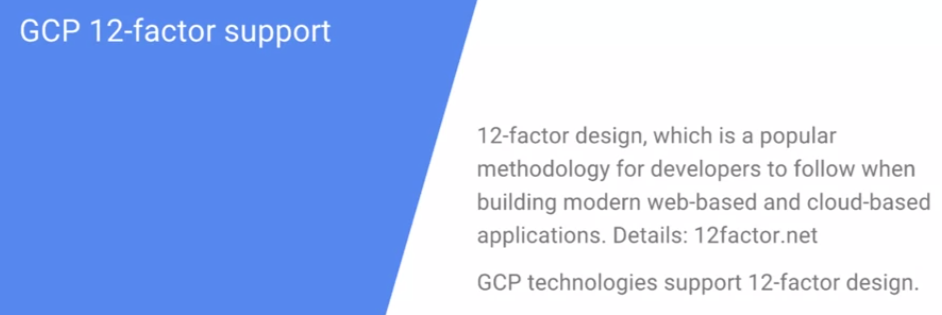 GCP 12-factor support
12-factor design, which is a popular
methodology for developers to follow when
building modern web-based and cloud-based
applications. Details: 12factor.net
GCP technologies support 12-factor design.